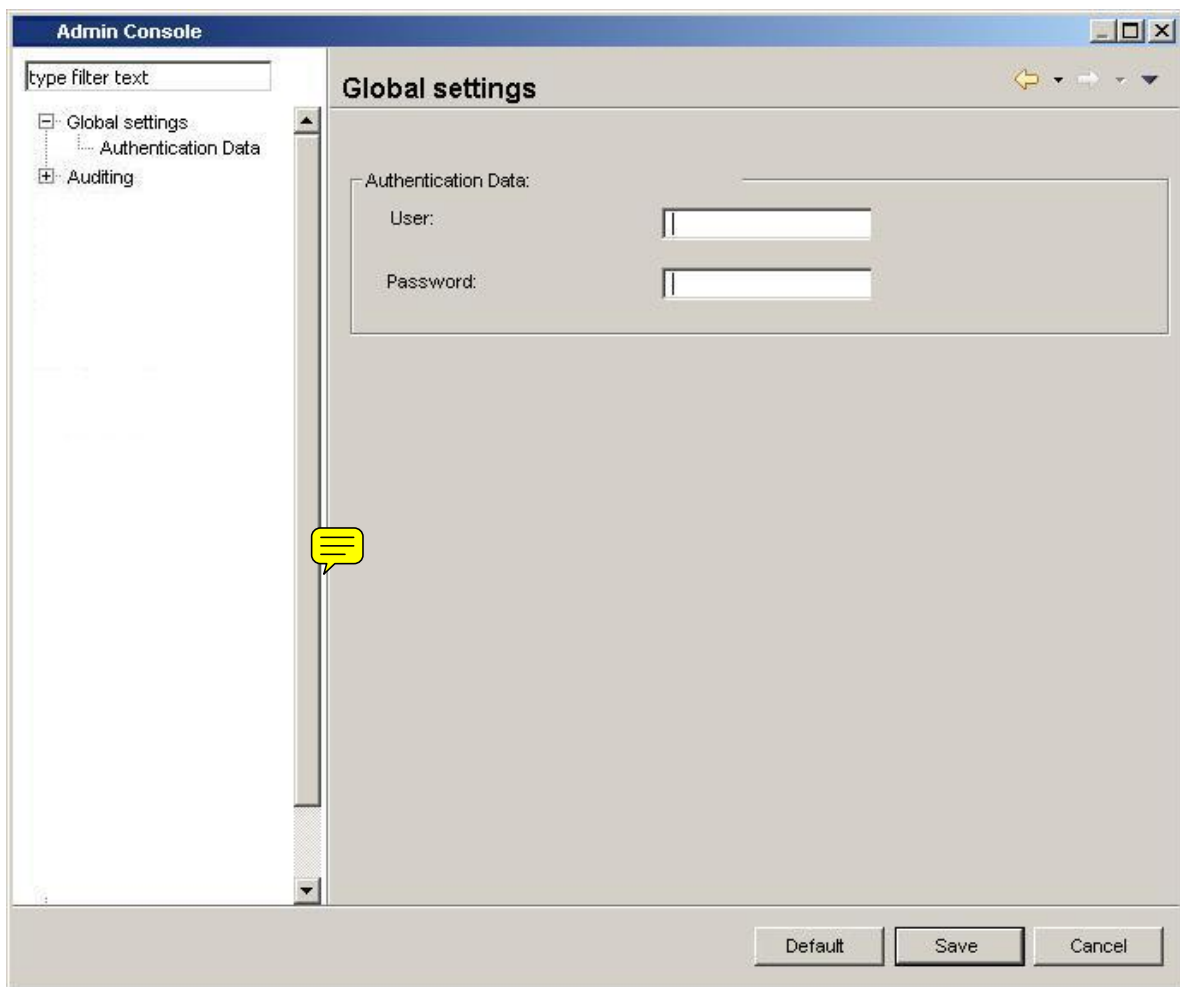 Admin Console
type filter text
Global settings
Authentication Data
Auditing
Global settings
Authentication Data:
User:
Password:
Default
Save
Cancel